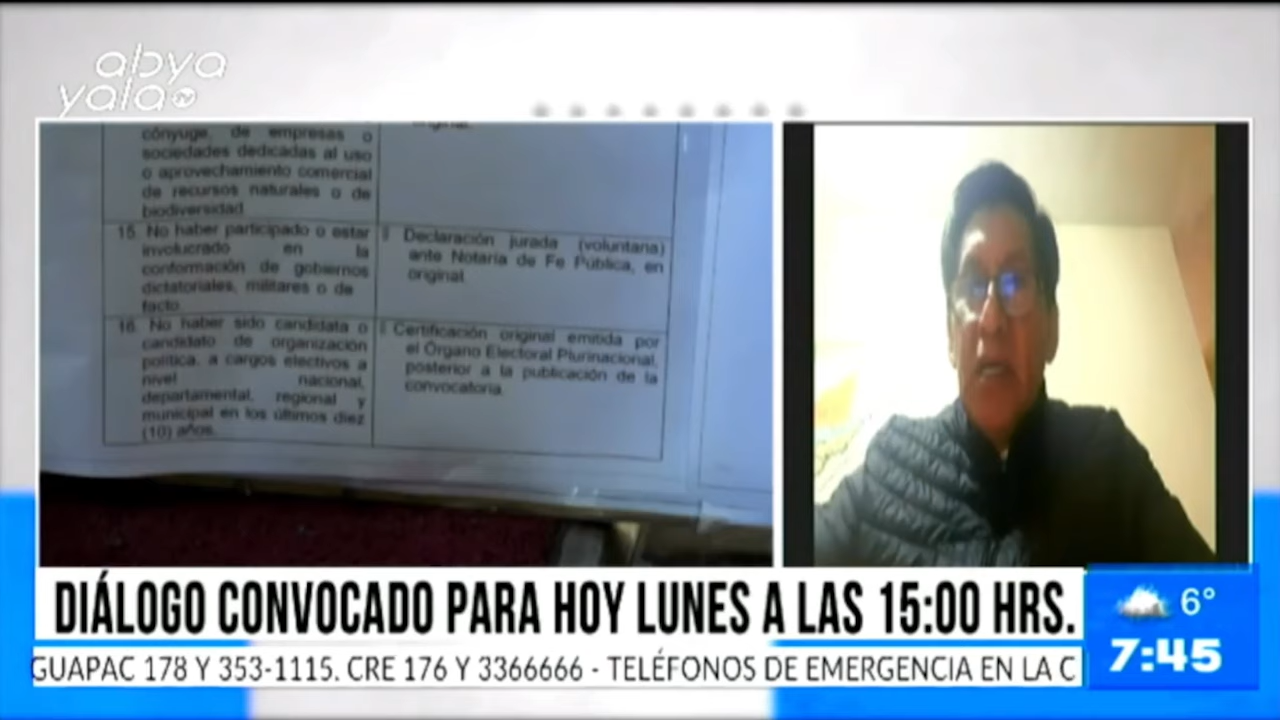 abya
yala tv
cónyuge, de empresas o
sociedades dedicadas al uso
o aprovechamiento comercial
de recursos naturales o de
biodiversidad
original.
15. No haber participado o estar
involucrado en la
conformación de gobiernos
dictatoriales, militares o de
facto
Declaración jurada (voluntaria)
ante Notaría de Fe Pública, en
original.
16. No haber sido candidata o
candidato de organización
política, a cargos electivos a
nivel nacional,
departamental, regional y
municipal en los últimos diez
(10) años.
Certificación original emitida por
el Órgano Electoral Plurinacional,
posterior a la publicación de la
convocatoria.
DIÁLOGO CONVOCADO PARA HOY LUNES A LAS 15:00 HRS.
6°
7:45
GUAPAC 178 Y 353-1115. CRE 176 Y 3366666 - TELÉFONOS DE EMERGENCIA EN LA C